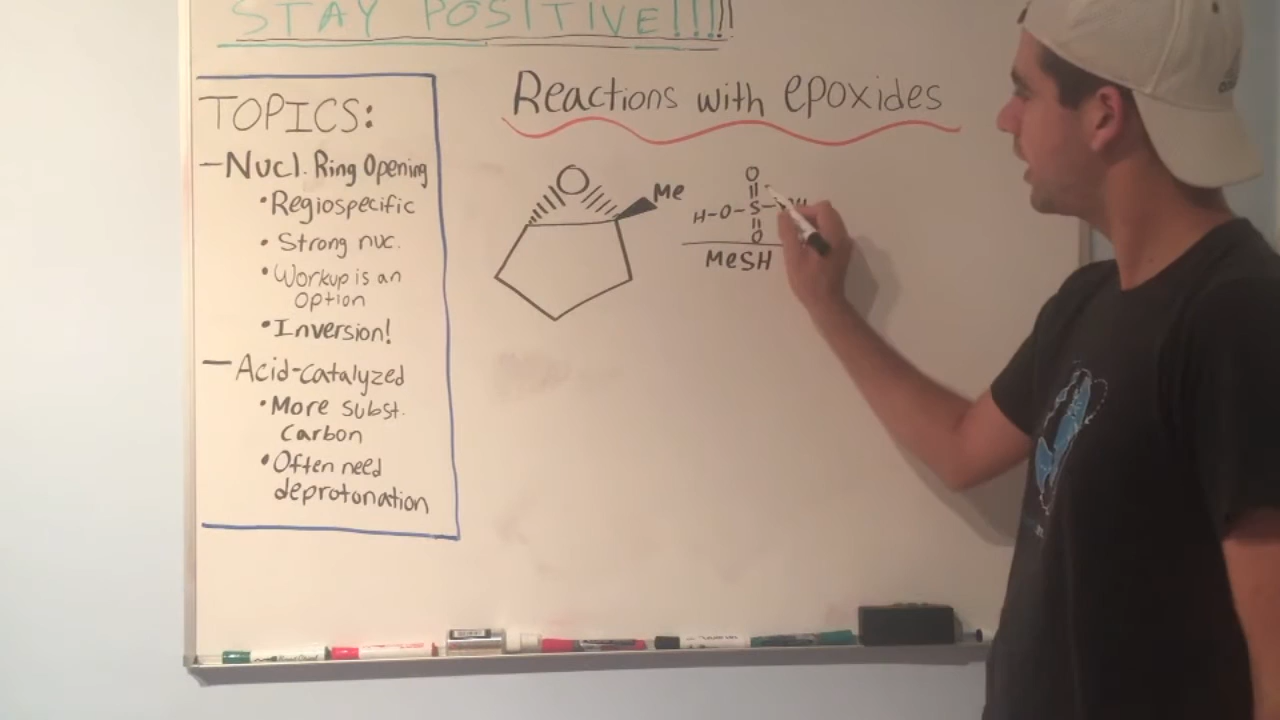 STAY POSITIVE!!!!!
TOPICS:
—Nucl. Ring Opening
•Regiospecific
•Strong nuc.
•Workup is an
option
•Inversion!
—Acid-catalyzed
•More subst.
carbon
•Often need
deprotonation
Reactions with epoxides
O
Me
O
H-O-S-
O
MeSH